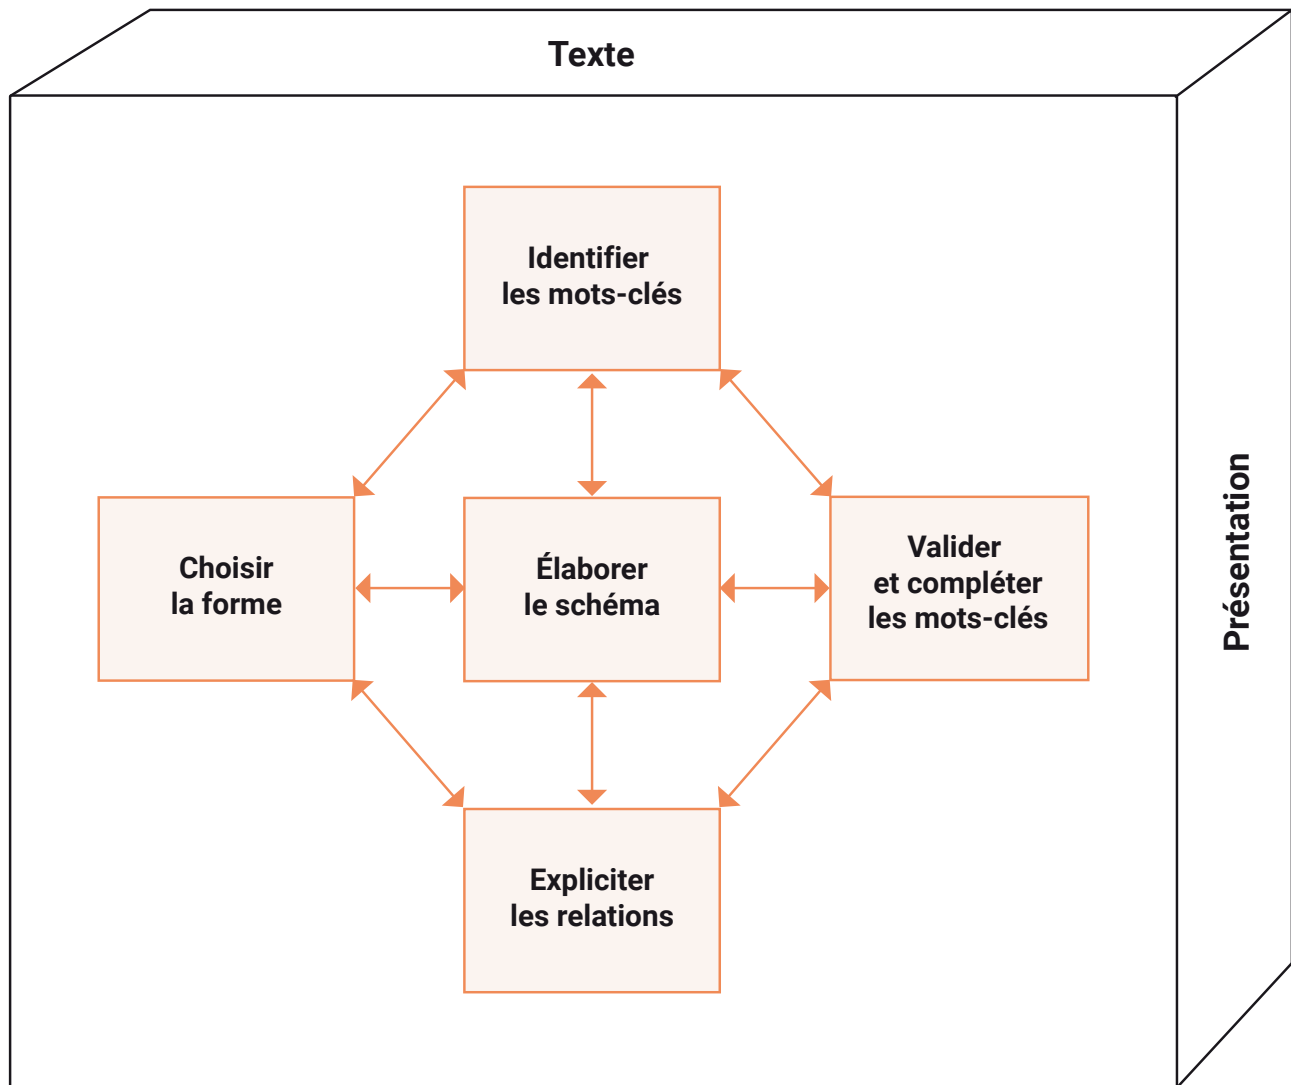 Texte
Identifier
les mots-clés
Choisir
la forme
Élaborer
le schéma
Valider
et compléter
les mots-clés
Présentation
Expliciter
les relations